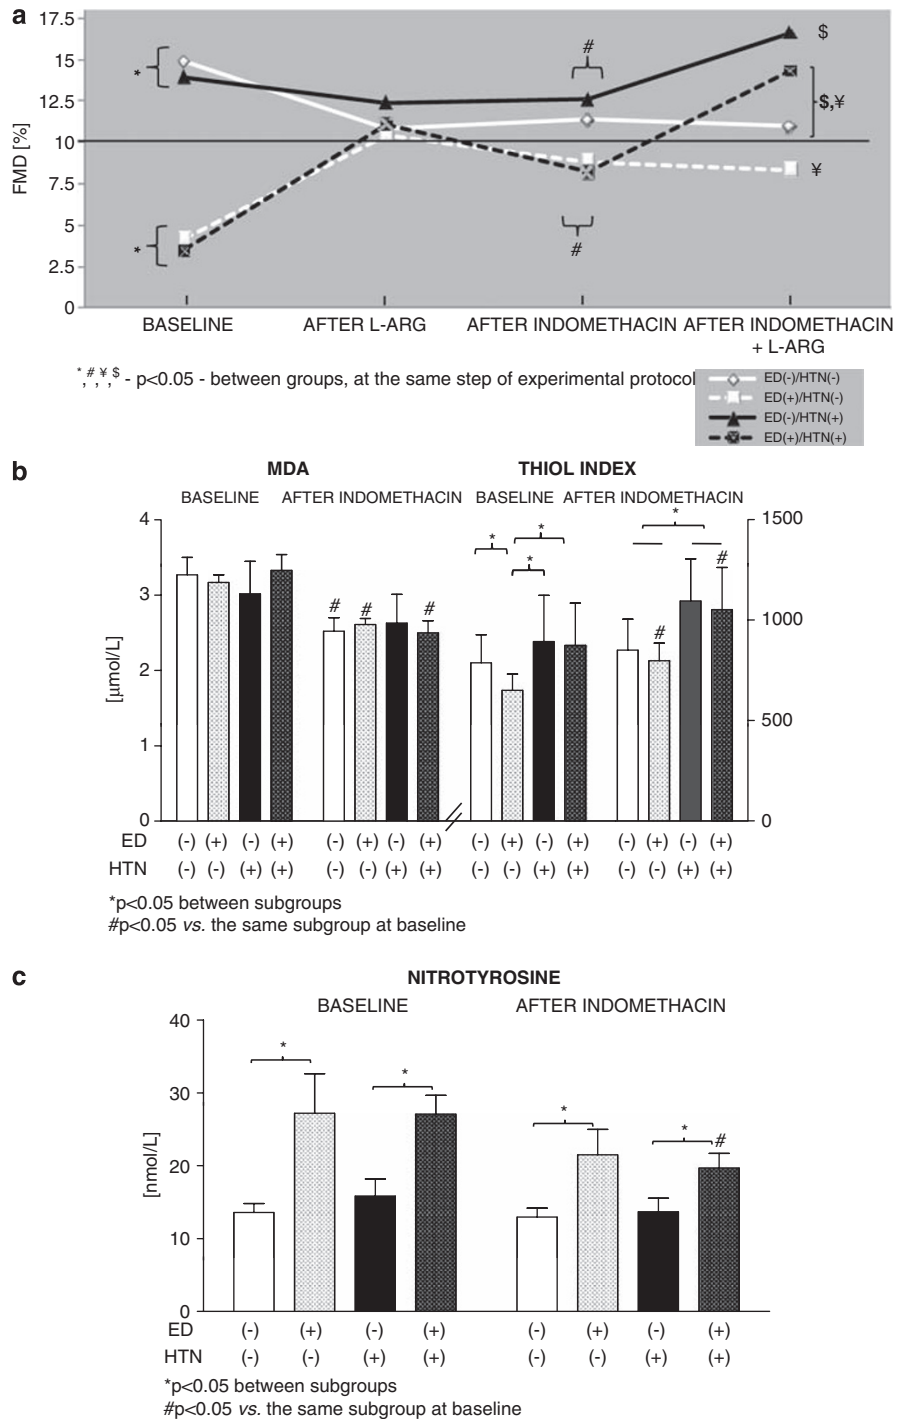 a
17.5
15
12.5
10
7.5
5
2.5
0
FMD [%]
*
*
#
#
$
$,¥
¥
BASELINE AFTER L-ARG AFTER INDOMETHACIN AFTER INDOMETHACIN
+ L-ARG
*,#,¥,$ - p<0.05 - between groups, at the same step of experimental protocol
ED(-)/HTN(-)
ED(+)/HTN(-)
ED(-)/HTN(+)
ED(+)/HTN(+)
b
MDA THIOL INDEX
BASELINE AFTER INDOMETHACIN BASELINE AFTER INDOMETHACIN
4
3
2
1
0
[µmol/L]
1500
1000
500
0
# # #
* * *
* # #
ED (-) (+) (-) (+) (-) (+) (-) (+) (-) (+) (-) (+) (-) (+) (-) (+)
HTN (-) (-) (+) (+) (-) (-) (+) (+) (-) (-) (+) (+) (-) (-) (+) (+)
*p<0.05 between subgroups
#p<0.05 vs. the same subgroup at baseline
c
NITROTYROSINE
BASELINE AFTER INDOMETHACIN
40
30
20
10
0
[nmol/L]
* * * * #
ED (-) (+) (-) (+) (-) (+) (-) (+)
HTN (-) (-) (+) (+) (-) (-) (+) (+)
*p<0.05 between subgroups
#p<0.05 vs. the same subgroup at baseline